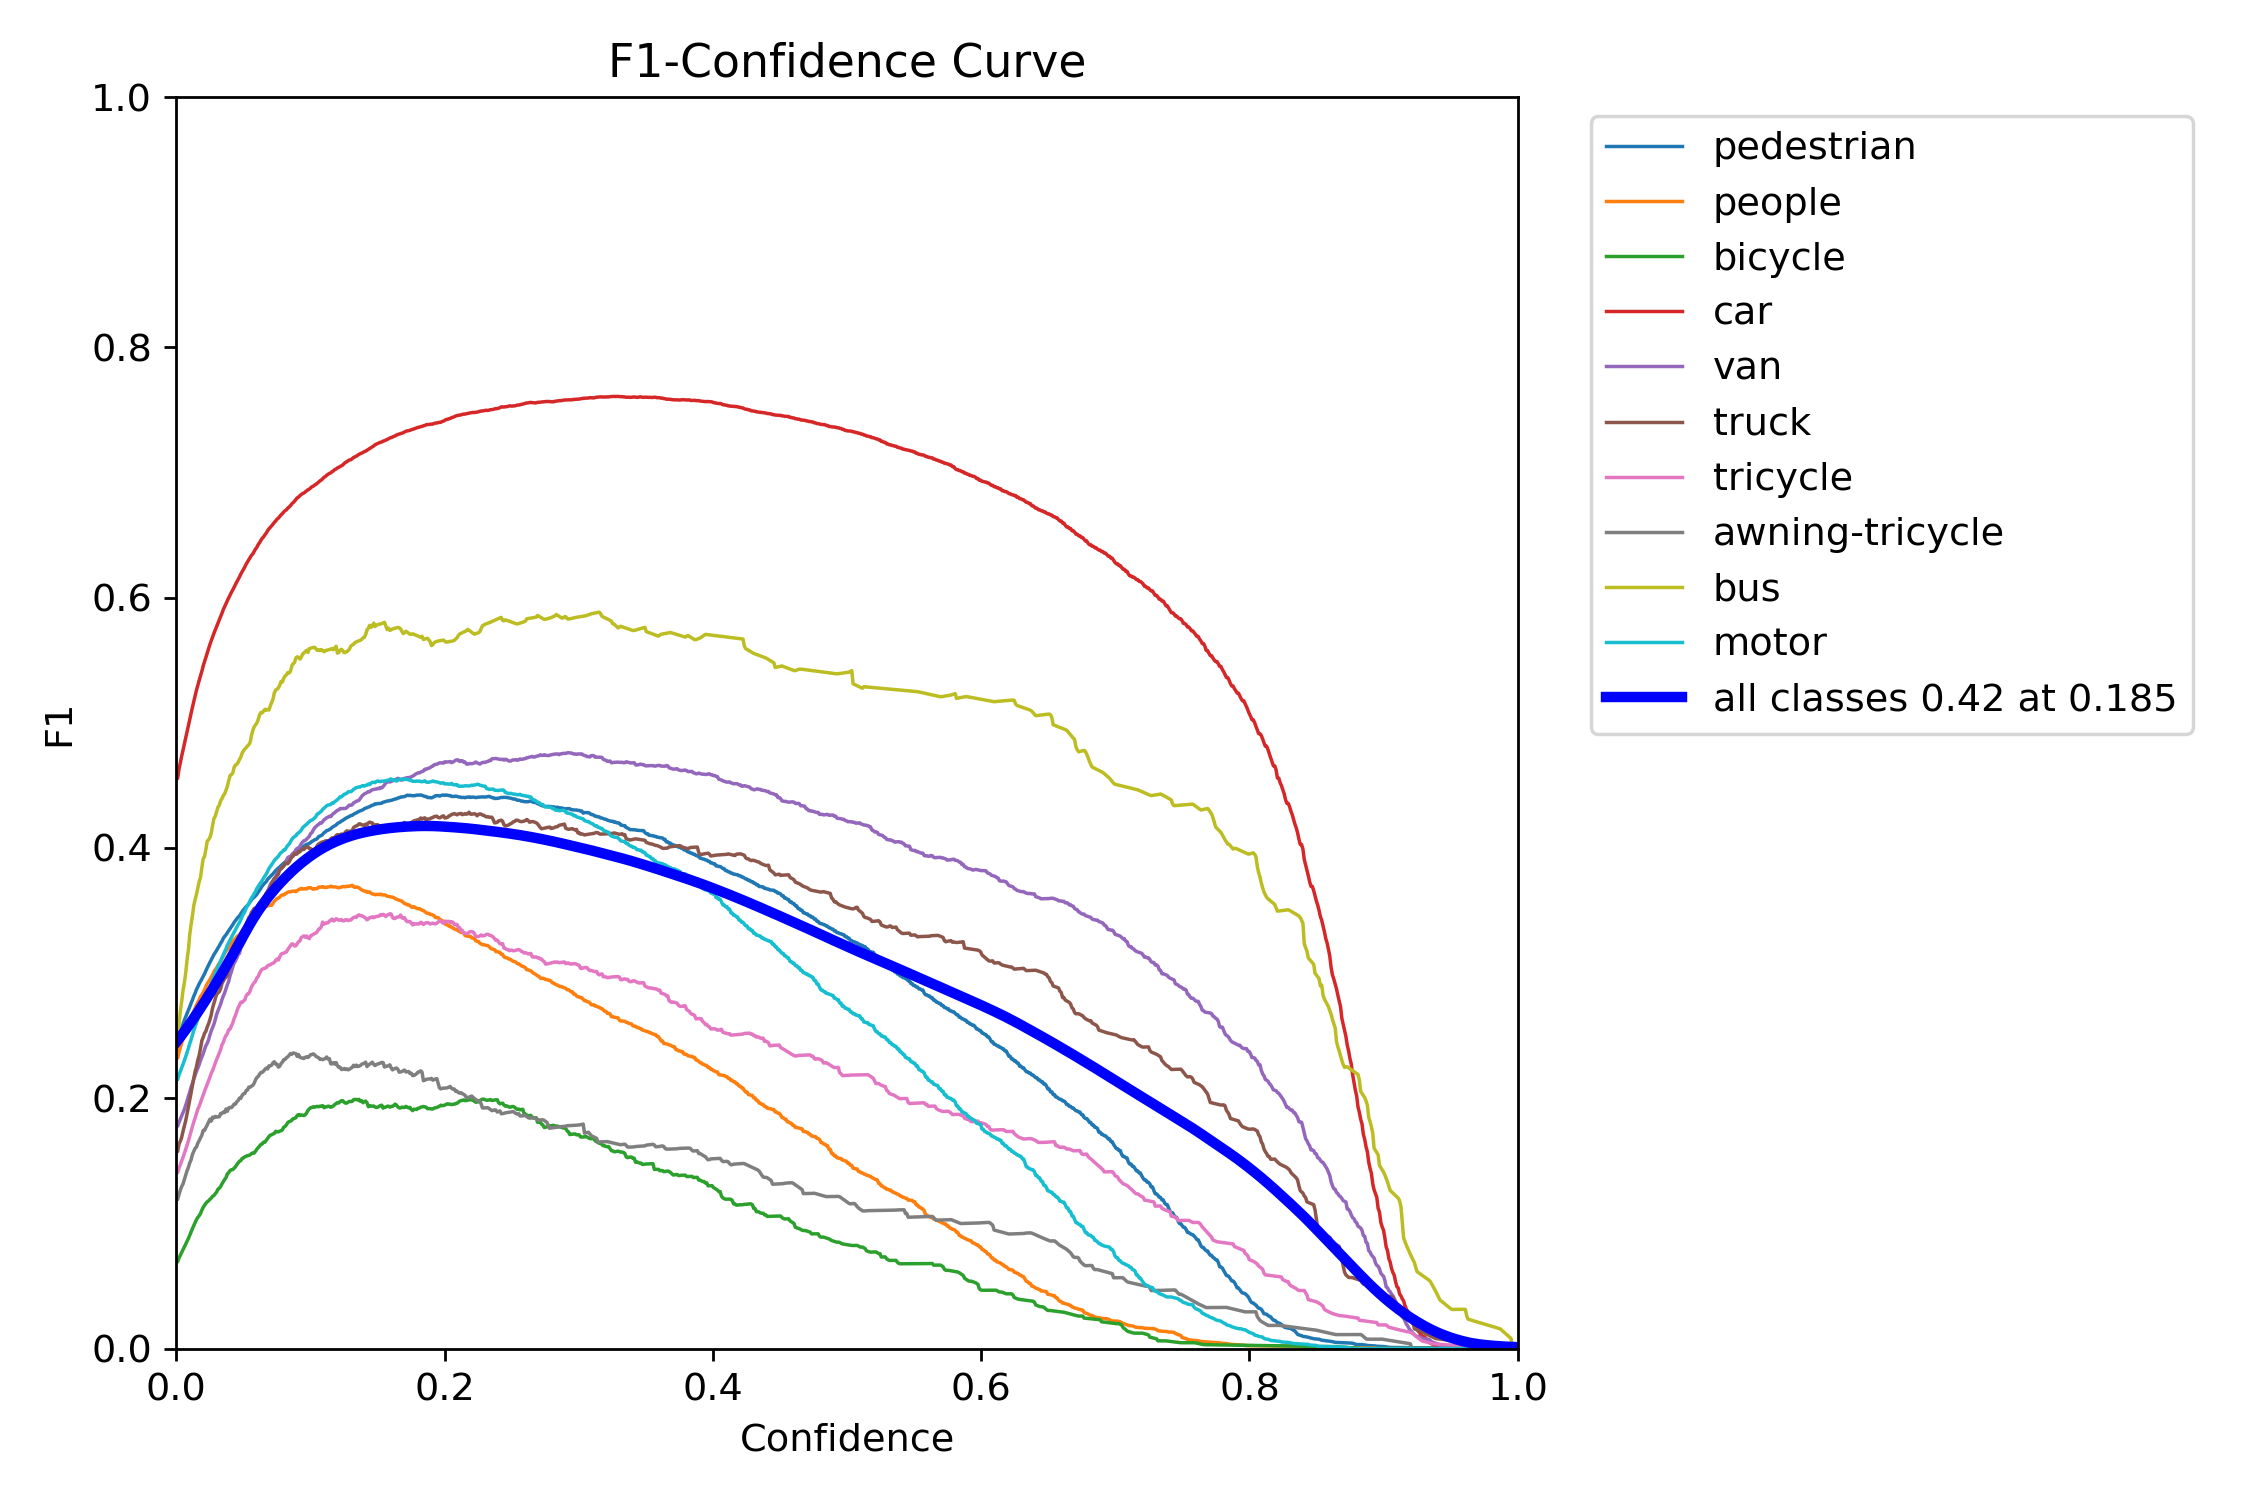 F1-Confidence Curve
1.0
0.8
0.6
0.4
0.2
0.0
F1
0.0 0.2 0.4 0.6 0.8 1.0
Confidence
pedestrian
people
bicycle
car
van
truck
tricycle
awning-tricycle
bus
motor
all classes 0.42 at 0.185